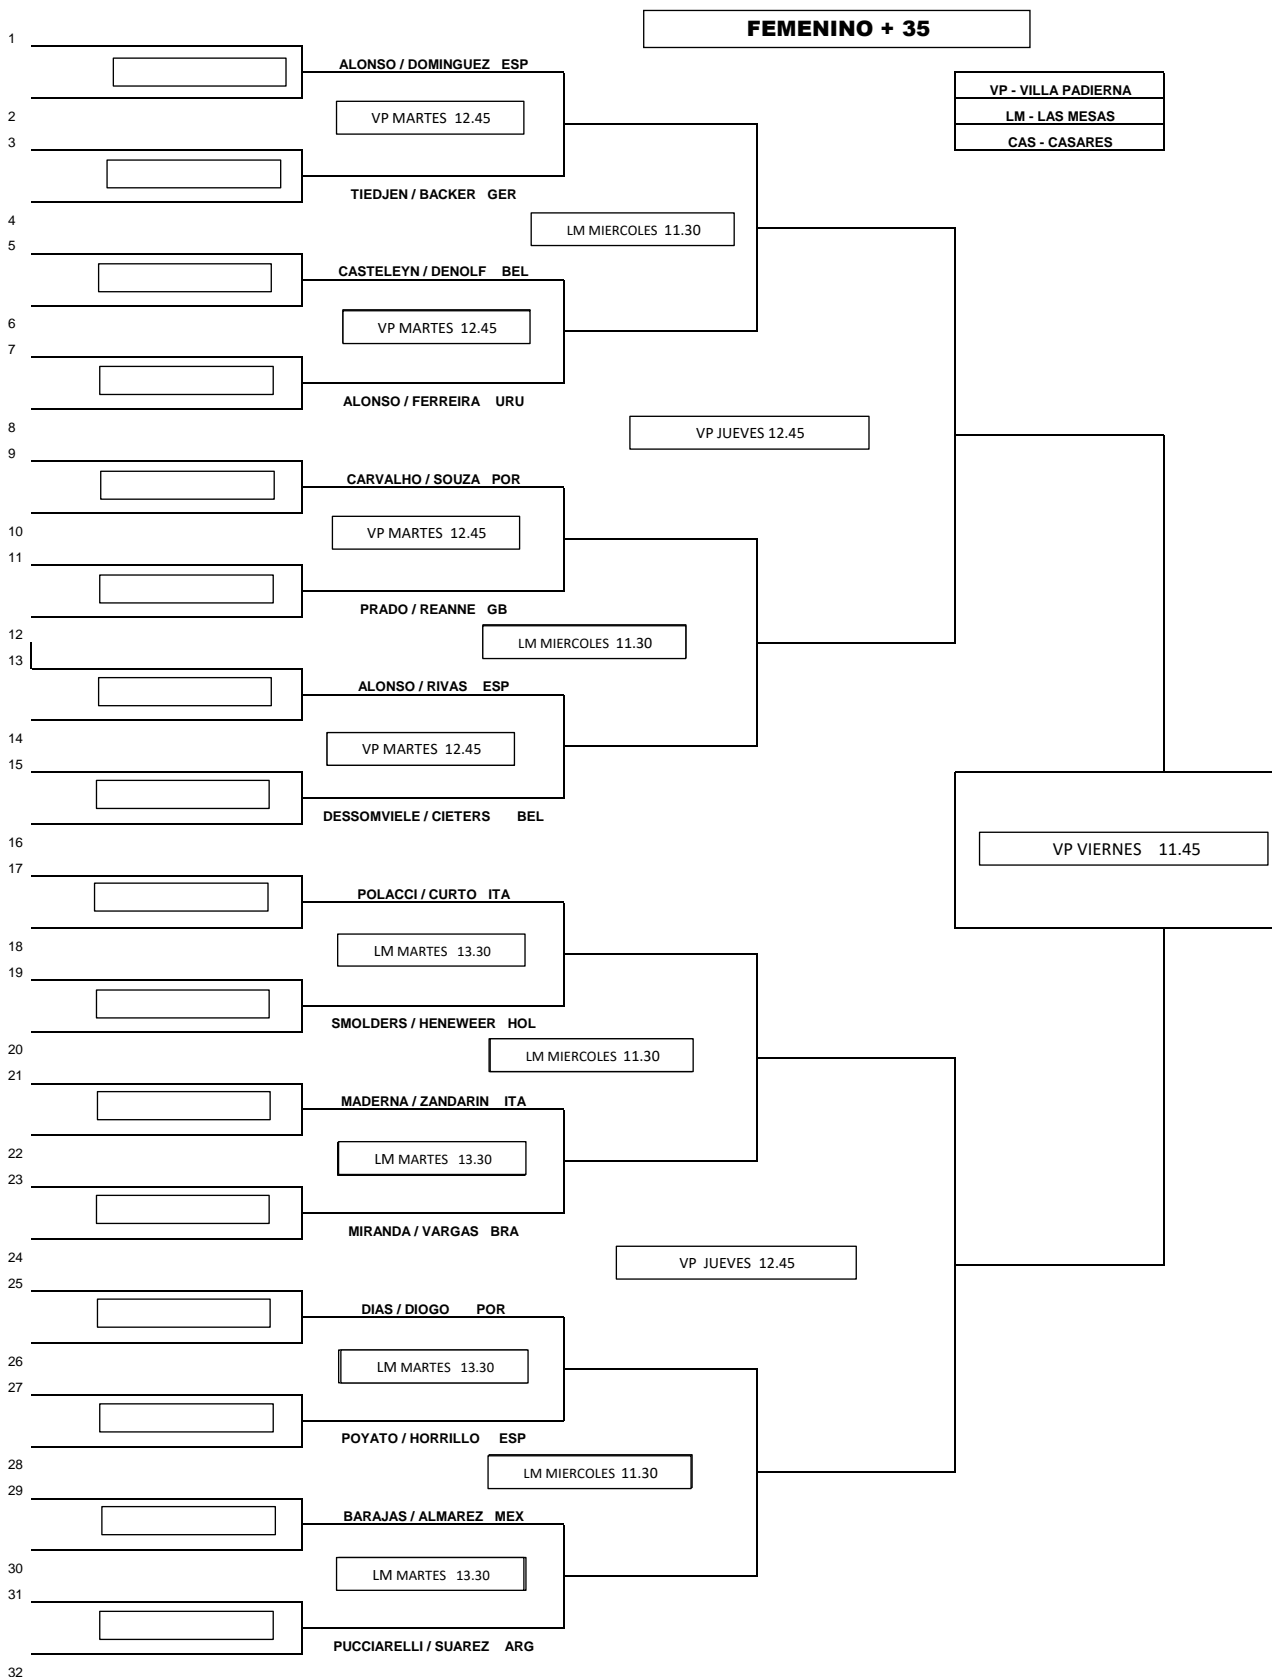 FEMENINO + 35
1
ALONSO / DOMINGUEZ ESP
VP - VILLA PADIERNA
VP MARTES 12.45
LM - LAS MESAS
2
3
CAS - CASARES
TIEDJEN / BACKER GER
4
LM MIERCOLES 11.30
5
CASTELEYN / DENOLF BEL
6
VP MARTES 12.45
7
ALONSO / FERREIRA URU
8
VP JUEVES 12.45
9
CARVALHO / SOUZA POR
10
VP MARTES 12.45
11
PRADO / REANNE GB
12
LM MIERCOLES 11.30
13
ALONSO / RIVAS ESP
14
VP MARTES 12.45
15
DESSOMVIELE / CIETERS BEL
16
VP VIERNES 11.45
17
POLACCI / CURTO ITA
18
LM MARTES 13.30
19
SMOLDERS / HENEWEER HOL
20
LM MIERCOLES 11.30
21
MADERNA / ZANDARIN ITA
22
LM MARTES 13.30
23
MIRANDA / VARGAS BRA
24
VP JUEVES 12.45
25
DIAS / DIOGO POR
26
LM MARTES 13.30
27
POYATO / HORRILLO ESP
28
LM MIERCOLES 11.30
29
BARAJAS / ALMAREZ MEX
30
LM MARTES 13.30
31
PUCCIARELLI / SUAREZ ARG
32